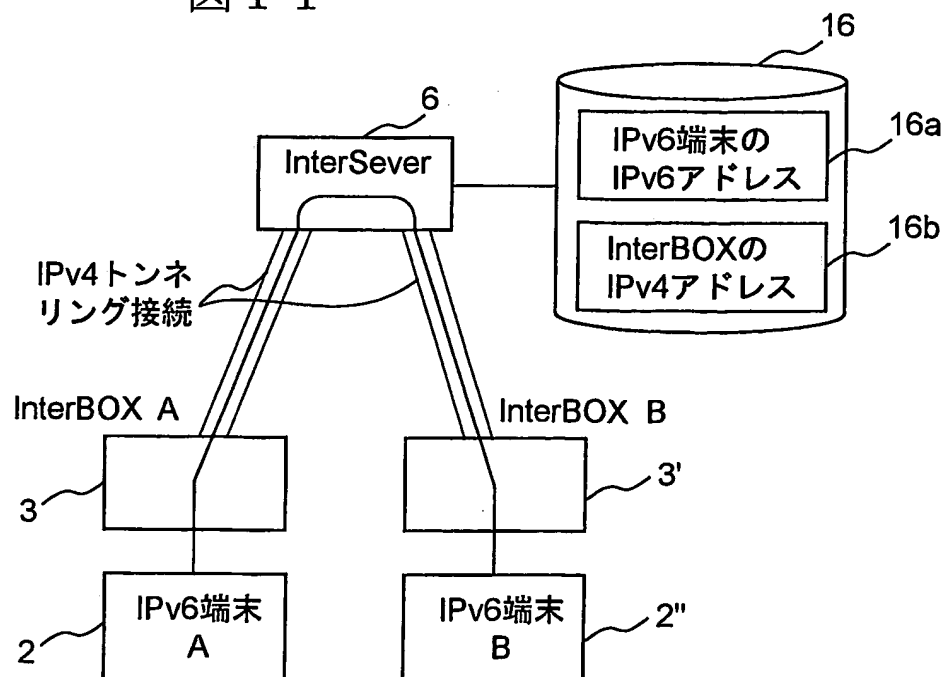 図11
16
6
InterSever
IPv6端末の
IPv6アドレス
16a
InterBOXの
IPv4アドレス
16b
IPv4トンネ
リング接続
InterBOX A
InterBOX B
3
3'
IPv6端末
A
2
IPv6端末
B
2"